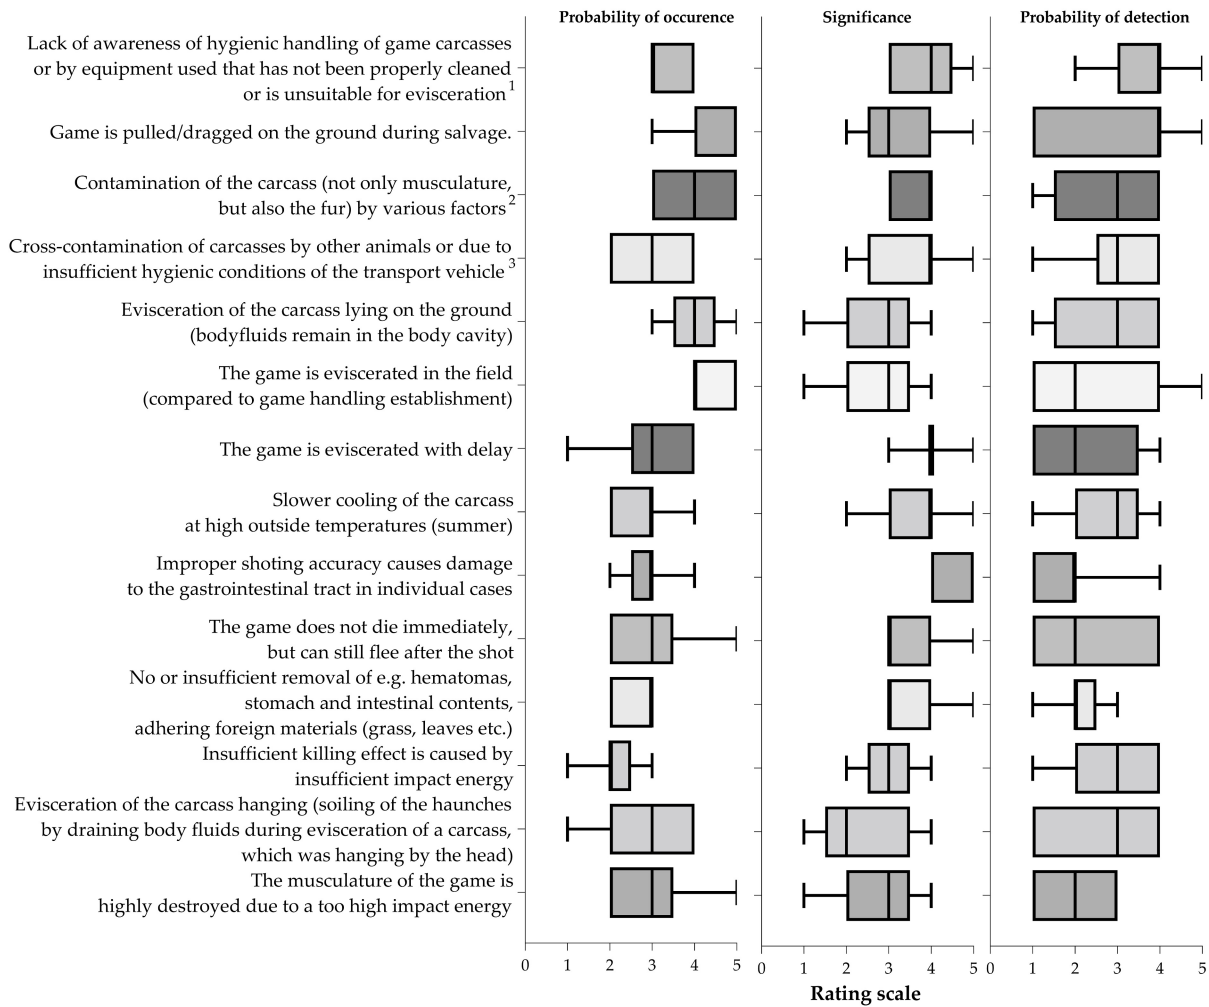 Probability of occurence
Significance
Probability of detection
Lack of awareness of hygienic handling of game carcasses
or by equipment used that has not been properly cleaned
or is unsuitable for evisceration 1
Game is pulled/dragged on the ground during salvage.
Contamination of the carcass (not only musculature,
but also the fur) by various factors 2
Cross-contamination of carcasses by other animals or due to
insufficient hygienic conditions of the transport vehicle 3
Evisceration of the carcass lying on the ground
(bodyfluids remain in the body cavity)
The game is eviscerated in the field
(compared to game handling establishment)
The game is eviscerated with delay
Slower cooling of the carcass
at high outside temperatures (summer)
Improper shoting accuracy causes damage
to the gastrointestinal tract in individual cases
The game does not die immediately,
but can still flee after the shot
No or insufficient removal of e.g. hematomas,
stomach and intestinal contents,
adhering foreign materials (grass, leaves etc.)
Insufficient killing effect is caused by
insufficient impact energy
Evisceration of the carcass hanging (soiling of the haunches
by draining body fluids during evisceration of a carcass,
which was hanging by the head)
The musculature of the game is
highly destroyed due to a too high impact energy
0 1 2 3 4 5
0 1 2 3 4 5
0 1 2 3 4 5
Rating scale